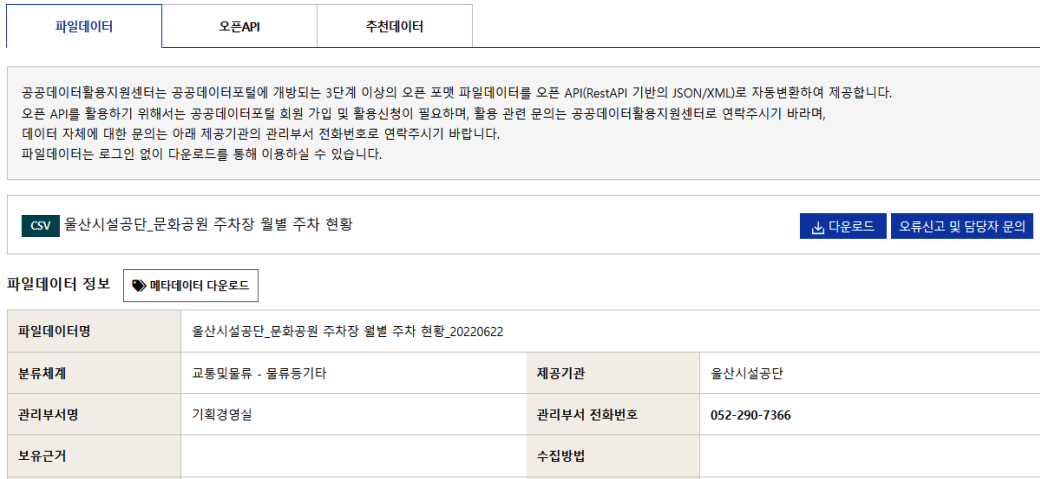 파일데이터
오픈API
추천데이터
공공데이터활용지원센터는 공공데이터포털에 개방되는 3단계 이상의 오픈 포맷 파일데이터를 오픈 API(RestAPI 기반의 JSON/XML)로 자동변환하여 제공합니다.
오픈 API를 활용하기 위해서는 공공데이터포털 회원 가입 및 활용신청이 필요하며, 활용 관련 문의는 공공데이터활용지원센터로 연락주시기 바라며,
데이터 자체에 대한 문의는 아래 제공기관의 관리부서 전화번호로 연락주시기 바랍니다.
파일데이터는 로그인 없이 다운로드를 통해 이용하실 수 있습니다.
CSV 울산시설공단_문화공원 주차장 월별 주차 현황
다운로드
오류신고 및 담당자 문의
파일데이터 정보
메타데이터 다운로드
파일데이터명 울산시설공단_문화공원 주차장 월별 주차 현황_20220622
분류체계 교통및물류 - 물류등기타 제공기관 울산시설공단
관리부서명 기획경영실 관리부서 전화번호 052-290-7366
보유근거 수집방법